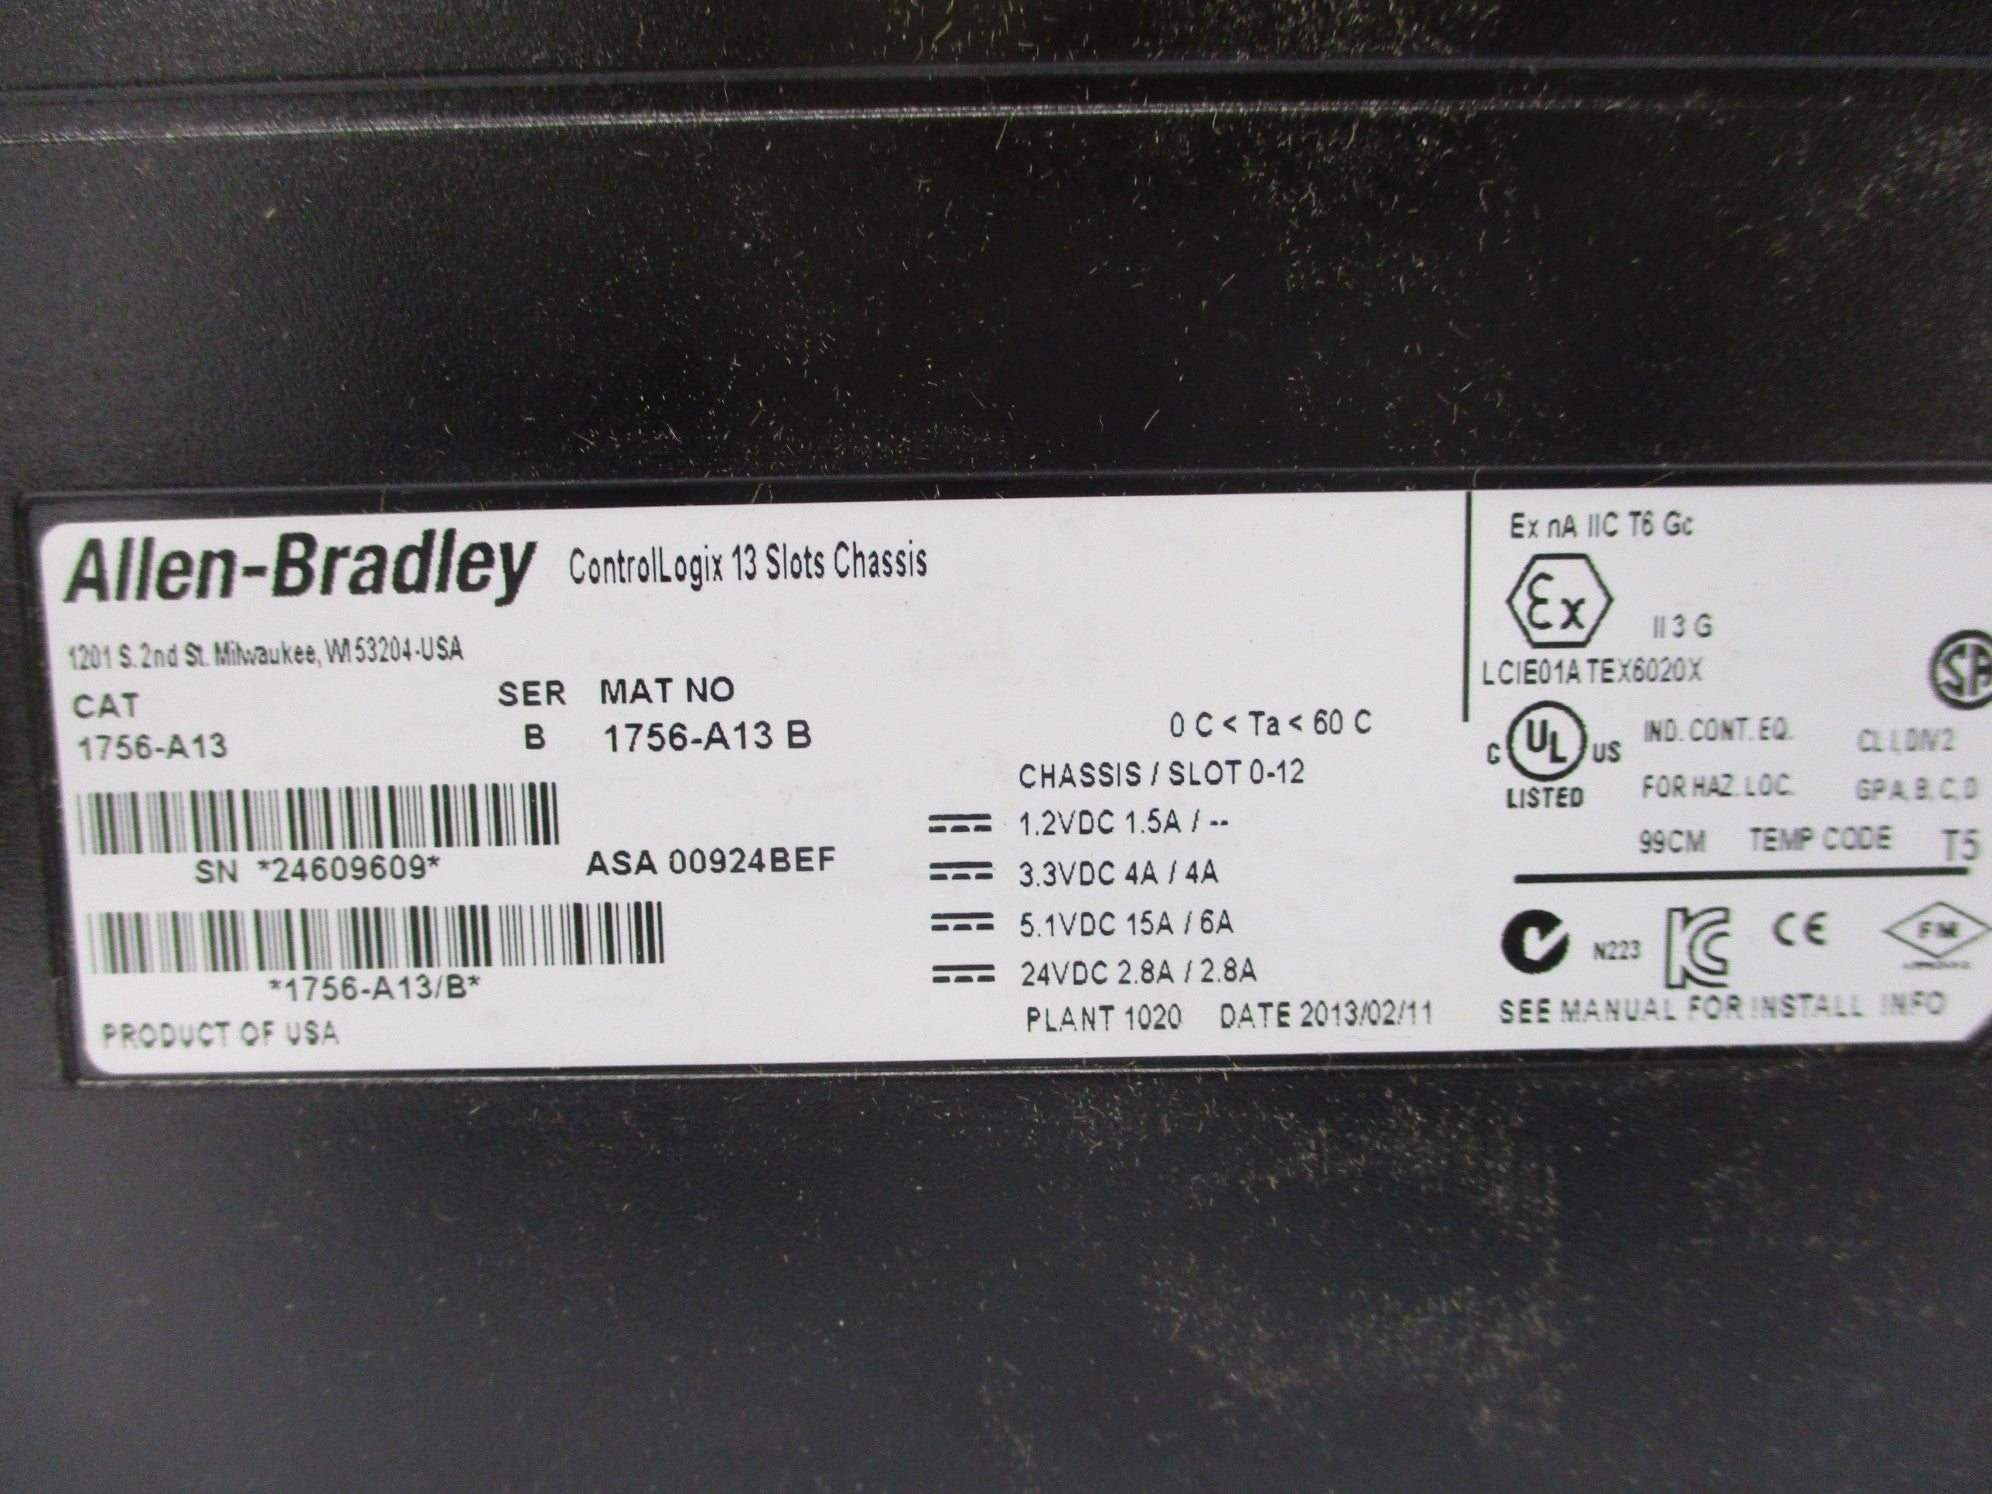 Allen-Bradley ControlLogix 13 Slots Chassis
1201 S. 2nd St. Milwaukee, WI 53204-USA
CAT SER MAT NO
1756-A13 B 1756-A13 B
SN *24609609*
ASA 00924BEF
*1756-A13/B*
PRODUCT OF USA
0 C < Ta < 60 C
CHASSIS / SLOT 0-12
1.2VDC 1.5A / --
3.3VDC 4A / 4A
5.1VDC 15A / 6A
24VDC 2.8A / 2.8A
PLANT 1020 DATE 2013/02/11
Ex nA IIC T6 Gc
Ex II 3 G
LCIE01ATEX6020X
SA
C UL US
LISTED
IND. CONT. EQ. CL I, DIV2
FOR HAZ. LOC. GP A, B, C, D
99CM TEMP CODE T5
N223 KC CE FM
SEE MANUAL FOR INSTALL INFO